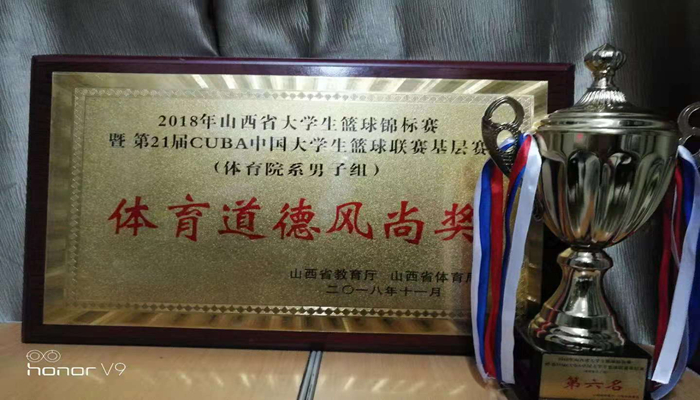 2018年山西省大学生篮球锦标赛
暨 第21届CUBA中国大学生篮球联赛基层赛
（体育院系男子组）
体育道德风尚奖
山西省教育厅 山西省体育局
二〇一八年十一月
第六名
honor V9